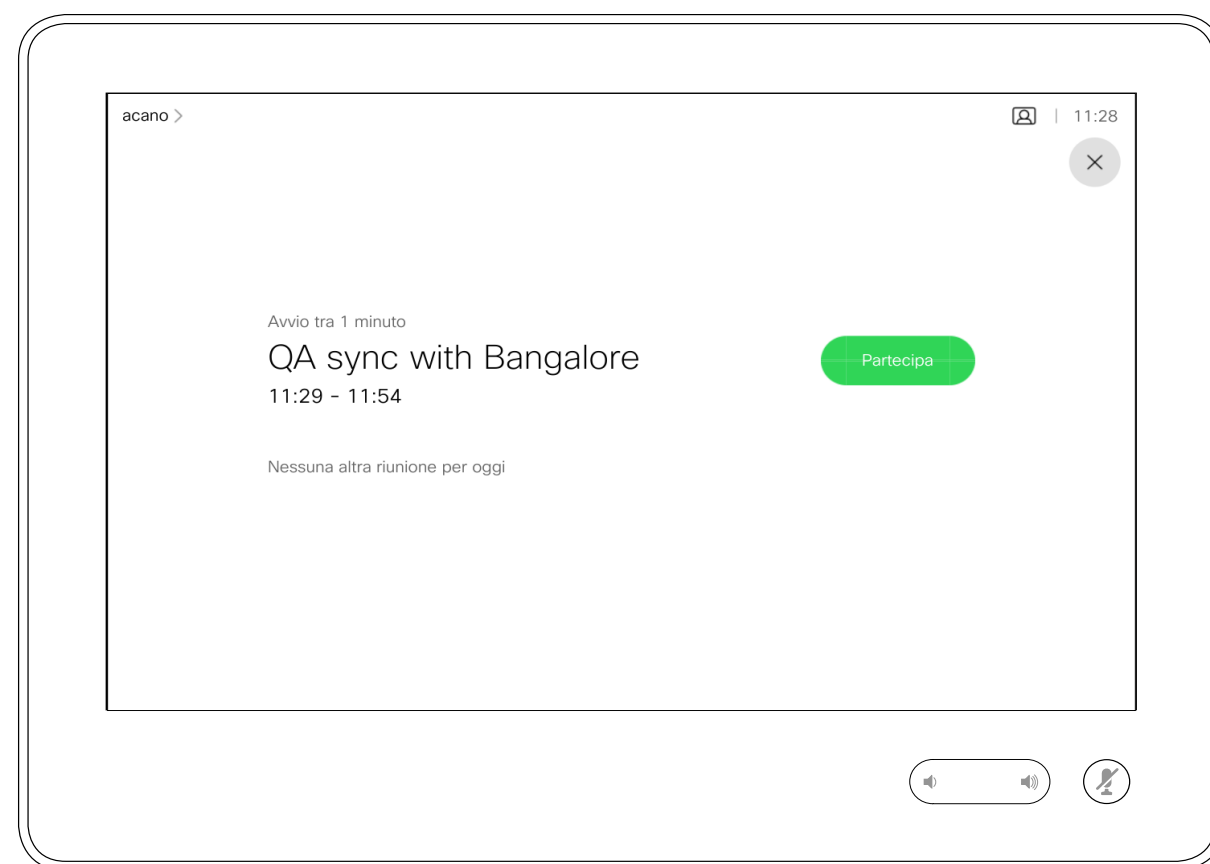 acano
11:28
Avvio tra 1 minuto
QA sync with Bangalore
11:29 - 11:54
Partecipa
Nessuna altra riunione per oggi